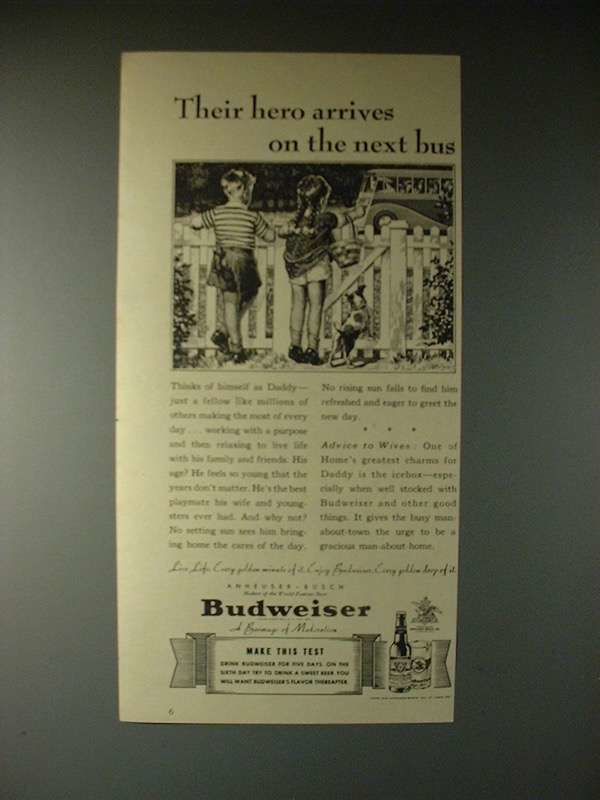 Their hero arrives
on the next bus
Thinks of himself as Daddy—
just a fellow like millions of
others making the most of every
day . . . working with a purpose
and then relaxing to live life
with his family and friends. His
age? He feels so young that the
years don't matter. He's the best
playmate his wife and young-
sters ever had. And why not?
No setting sun sees him bring-
ing home the cares of the day.
No rising sun fails to find him
refreshed and eager to greet the
new day.
* * *
Advice to Wives: One of
Home's greatest charms for
Daddy is the icebox—espe-
cially when well stocked with
Budweiser and other good
things. It gives the busy man-
about-town the urge to be a
gracious man-about-home.
Live Life, Every golden minute of it. Enjoy Budweiser, Every golden drop of it.
ANHEUSER-BUSCH
Makers of the World-Famous Beer
Budweiser
A Beverage of Moderation
MAKE THIS TEST
DRINK BUDWEISER FOR FIVE DAYS. ON THE
SIXTH DAY TRY TO DRINK A SWEET BEER. YOU
WILL WANT BUDWEISER'S FLAVOR THEREAFTER.
6